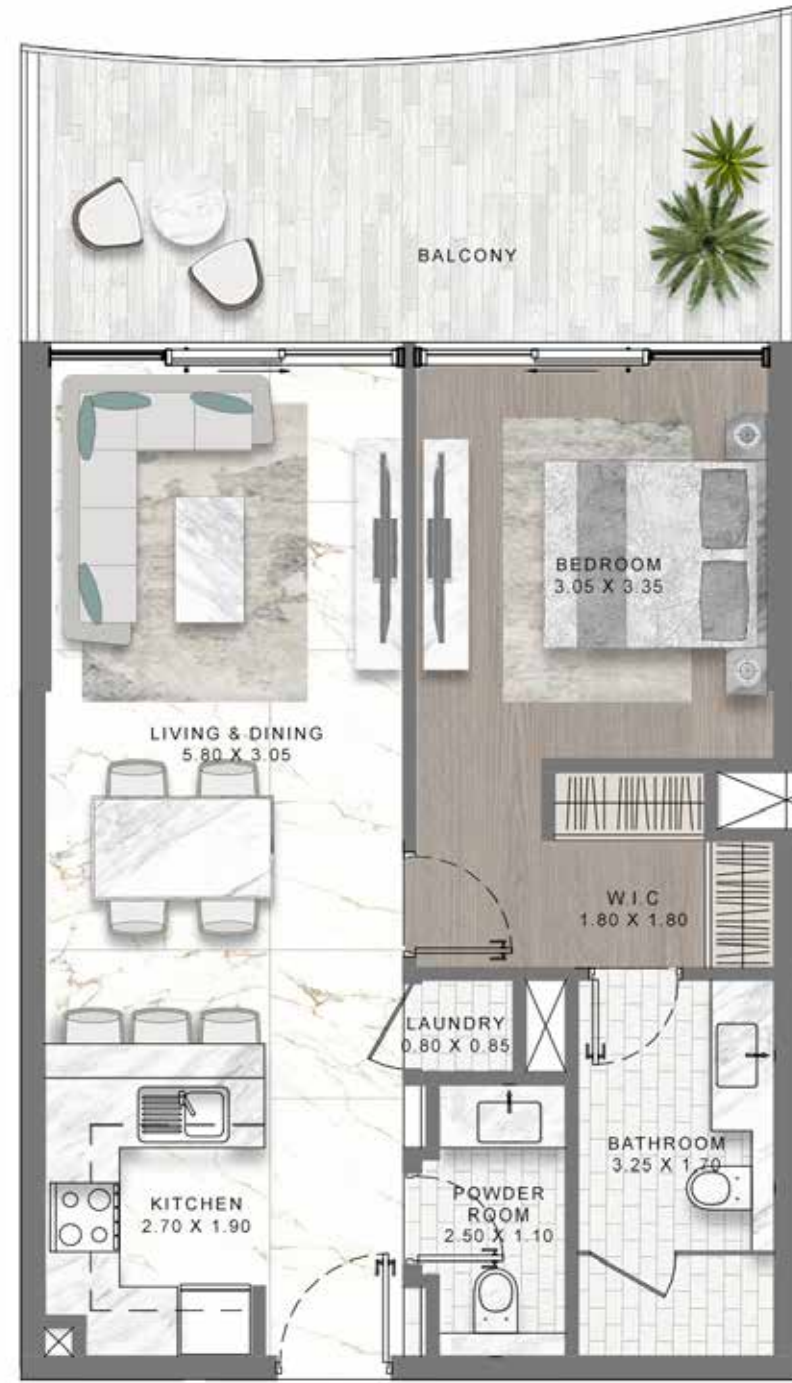 BALCONY
BEDROOM
3.05 X 3.35
LIVING & DINING
5.80 X 3.05
W.I.C
1.80 X 1.80
LAUNDRY
0.80 X 0.85
BATHROOM
3.25 X 1.70
KITCHEN
2.70 X 1.90
POWDER
ROOM
2.50 X 1.10